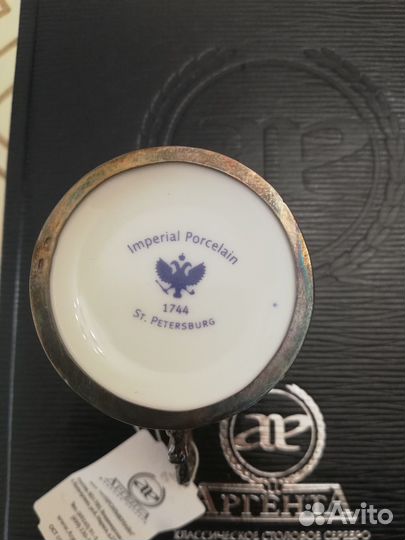 Imperial Porcelain
1744
St. Petersburg
АРГЕНТА
КЛАССИЧЕСКОЕ СТОЛОВОЕ СЕРЕБРО
Avito